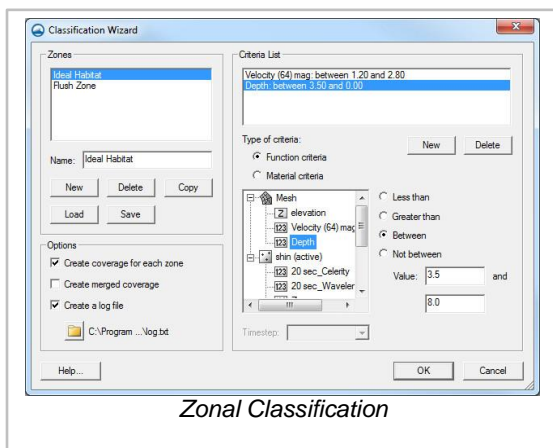 Classification Wizard
Zones
Ideal Habitat
Flush Zone
Name: Ideal Habitat
New Delete Copy
Load Save
Options
Create coverage for each zone
Create merged coverage
Create a log file
C:\Program ...\log.txt
Help...
Criteria List
Velocity (64) mag: between 1.20 and 2.80
Depth: between 3.50 and 0.00
Type of criteria:
New Delete
Function criteria
Material criteria
Mesh
Z elevation
123 Velocity (64) mag
123 Depth
shin (active)
123 20 sec_Celerity
123 20 sec_Waveler
Less than
Greater than
Between
Not between
Value: 3.5 and
8.0
Timestep:
OK Cancel
Zonal Classification